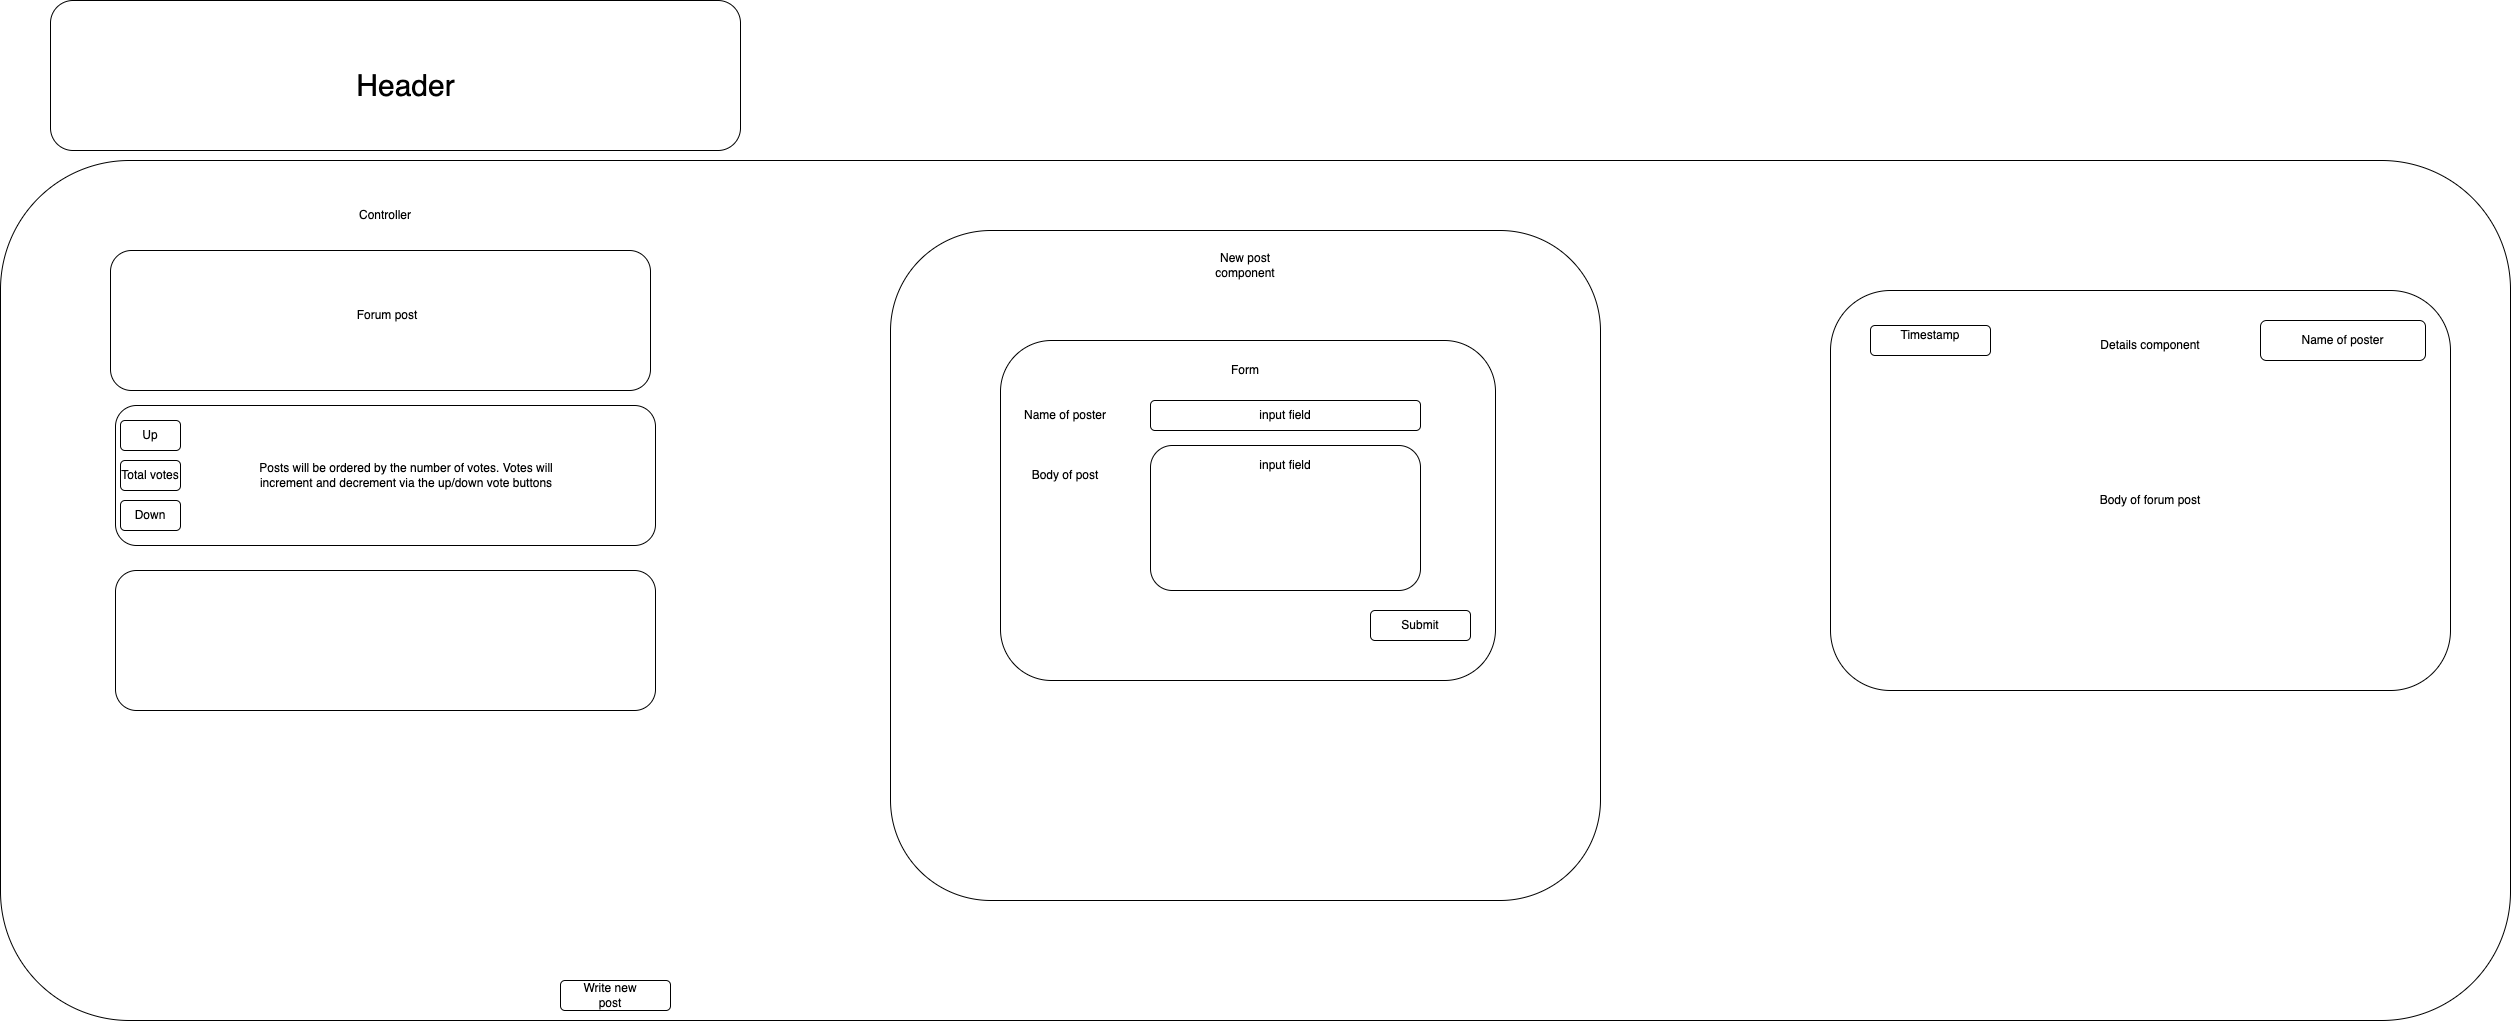 Header
Controller
Forum post
Up
Total votes
Down
Posts will be ordered by the number of votes. Votes will
increment and decrement via the up/down vote buttons
Write new
post
New post
component
Form
Name of poster
input field
Body of post
input field
Submit
Timestamp
Details component
Name of poster
Body of forum post